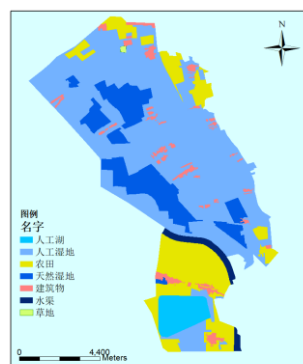 N
图例
名字
人工湖
人工湿地
农田
天然湿地
建筑物
水渠
草地
0 4,400
Meters